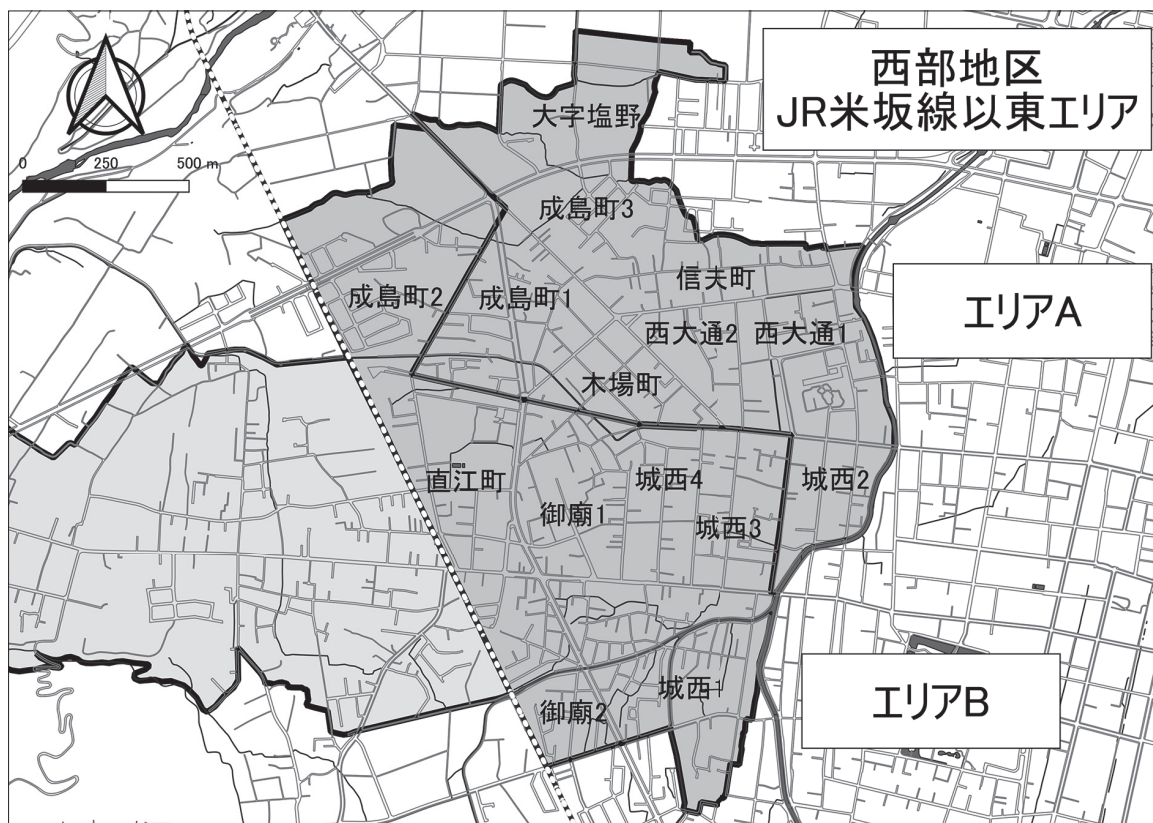 西部地区
JR米坂線以東エリア
0 250 500 m
大字塩野
成島町3
信夫町
エリアA
成島町2
成島町1
西大通2
西大通1
木場町
直江町
城西4
城西2
御廟1
城西3
城西1
御廟2
エリアB